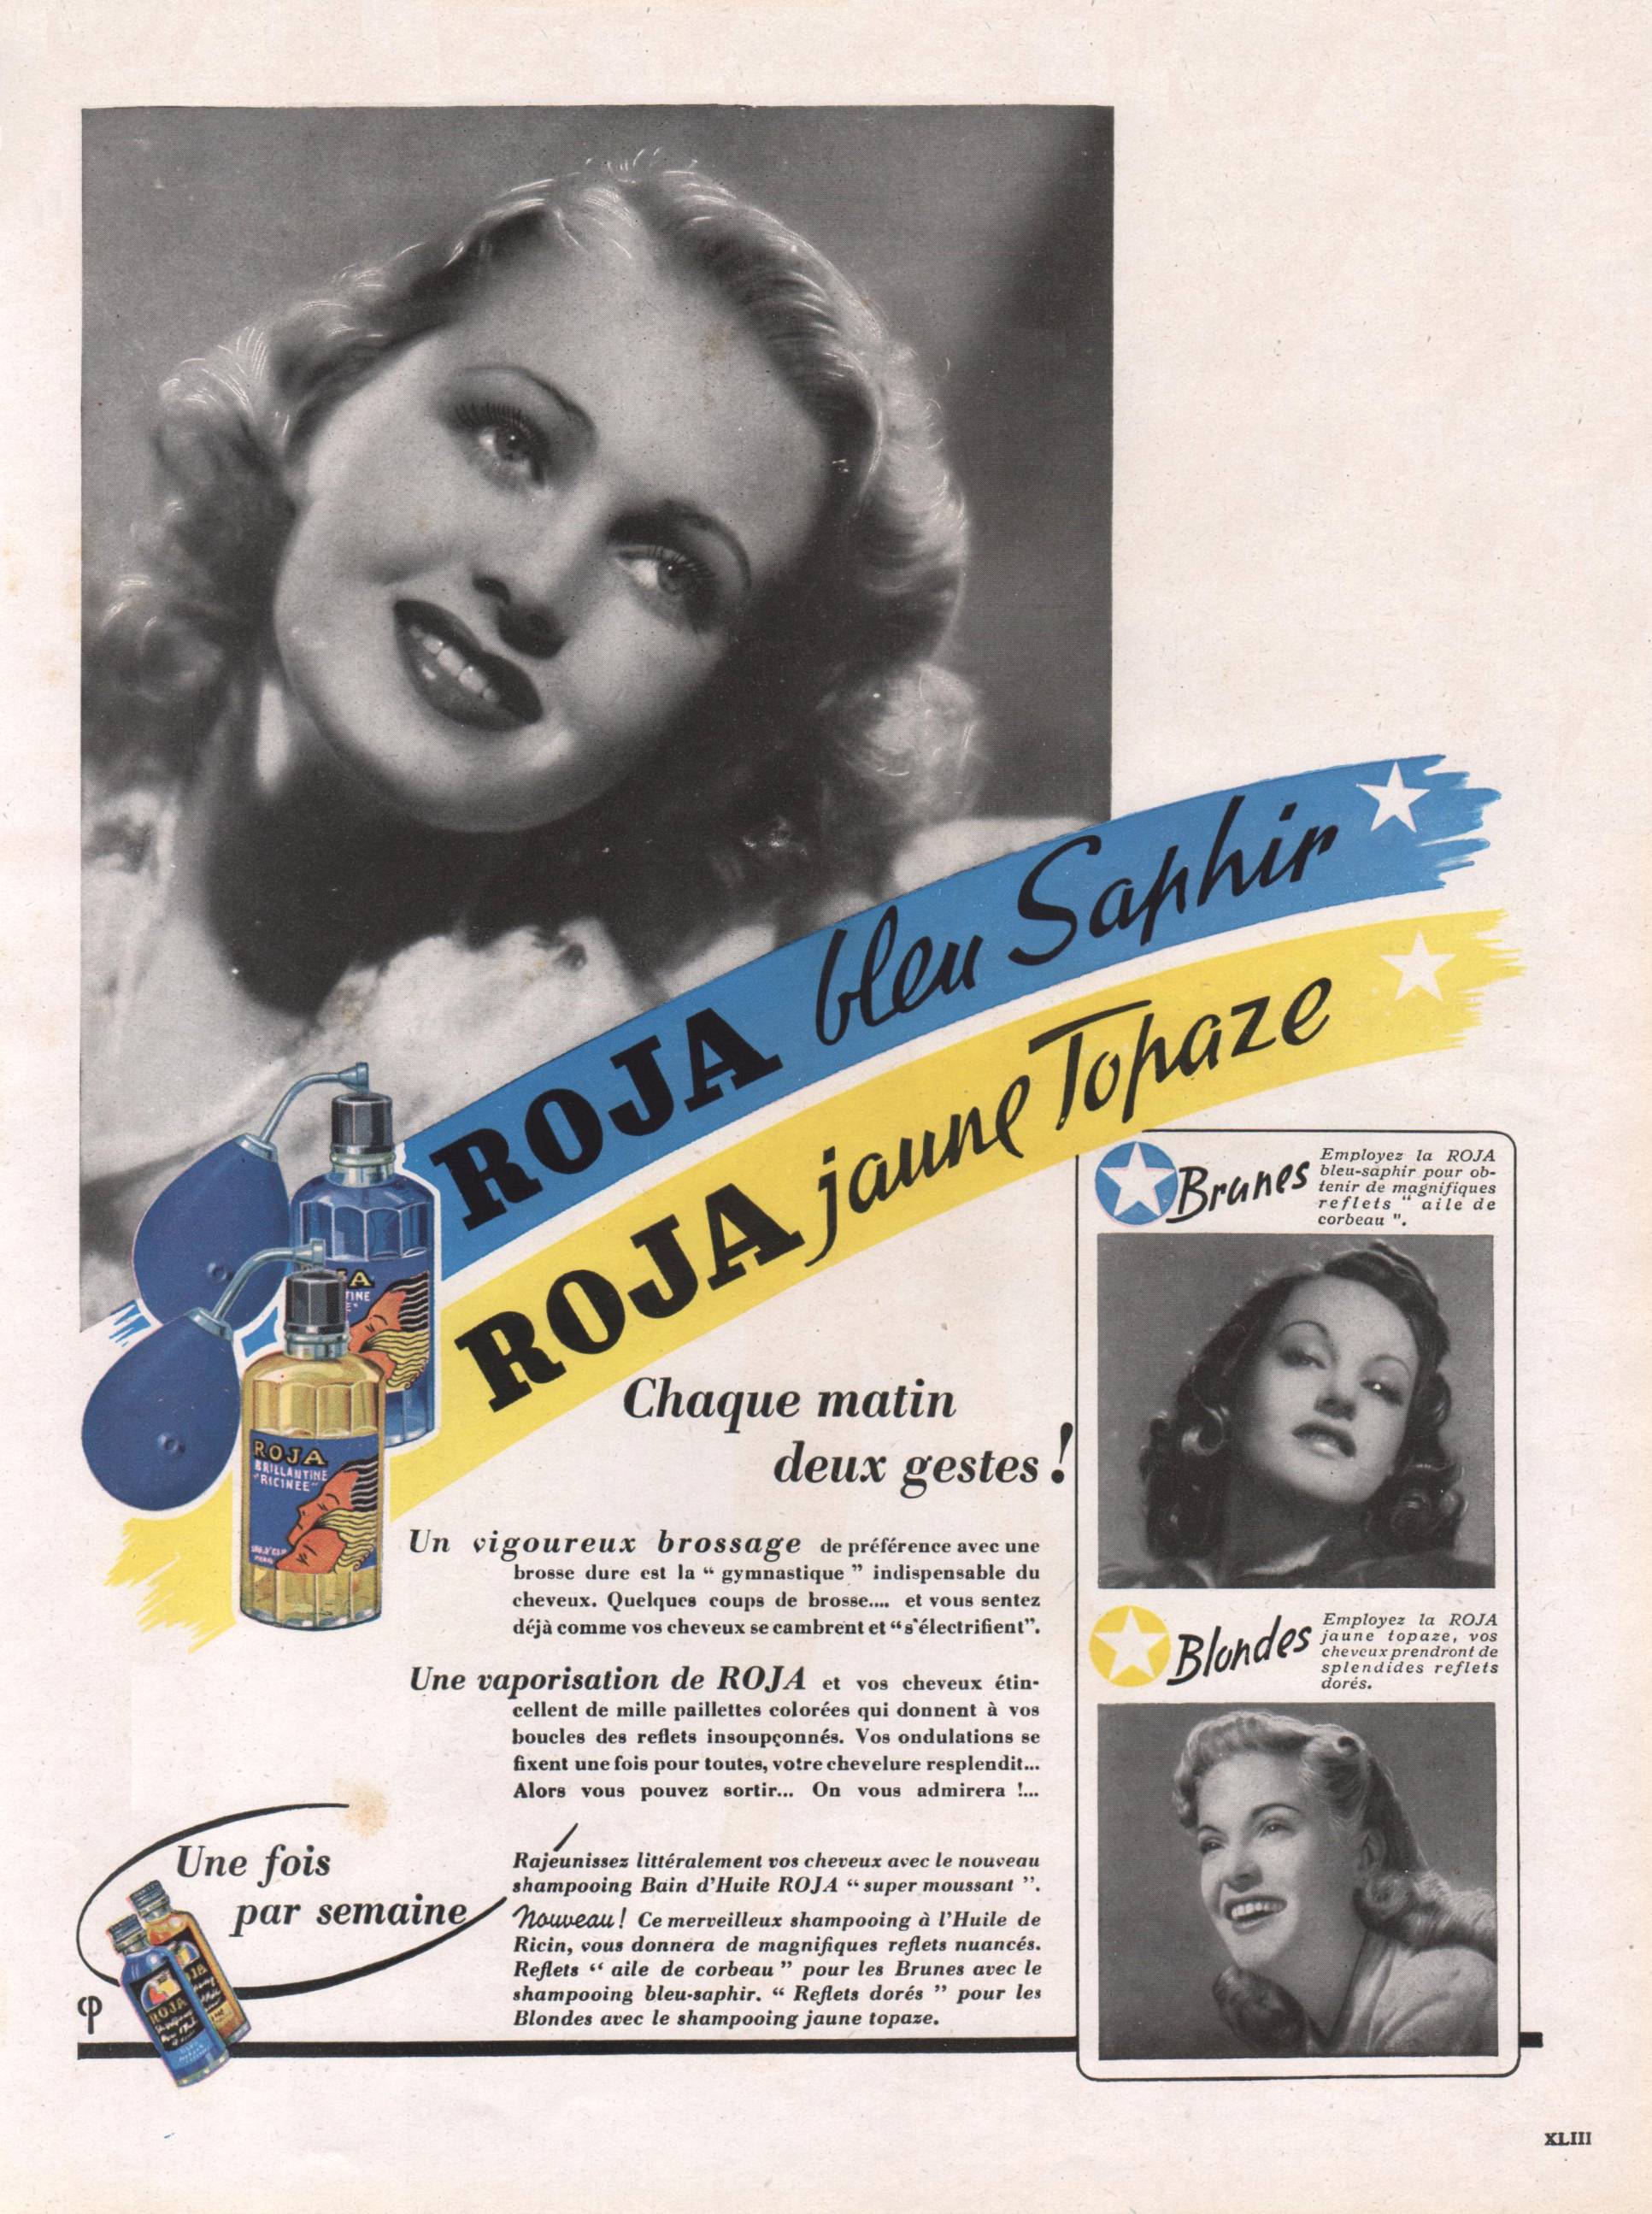 ROJA bleu Saphir
ROJA jaune Topaze
ROJA
BRILLANTINE
"RICINEE"
Chaque matin
deux gestes !
Un vigoureux brossage de préférence avec une
brosse dure est la “ gymnastique ” indispensable du
cheveux. Quelques coups de brosse.... et vous sentez
déjà comme vos cheveux se cambrent et “s'électrifient”.
Une vaporisation de ROJA et vos cheveux étin-
cellent de mille paillettes colorées qui donnent à vos
boucles des reflets insoupçonnés. Vos ondulations se
fixent une fois pour toutes, votre chevelure resplendit...
Alors vous pouvez sortir... On vous admirera !...
Une fois
par semaine
Rajeunissez littéralement vos cheveux avec le nouveau
shampooing Bain d'Huile ROJA “ super moussant ”.
Nouveau ! Ce merveilleux shampooing à l'Huile de
Ricin, vous donnera de magnifiques reflets nuancés.
Reflets “ aile de corbeau ” pour les Brunes avec le
shampooing bleu-saphir. “ Reflets dorés ” pour les
Blondes avec le shampooing jaune topaze.
ROJA
Brunes
Employez la ROJA
bleu-saphir pour ob-
tenir de magnifiques
reflets “ aile de
corbeau ”.
Blondes
Employez la ROJA
jaune topaze, vos
cheveux prendront de
splendides reflets
dorés.
XLIII